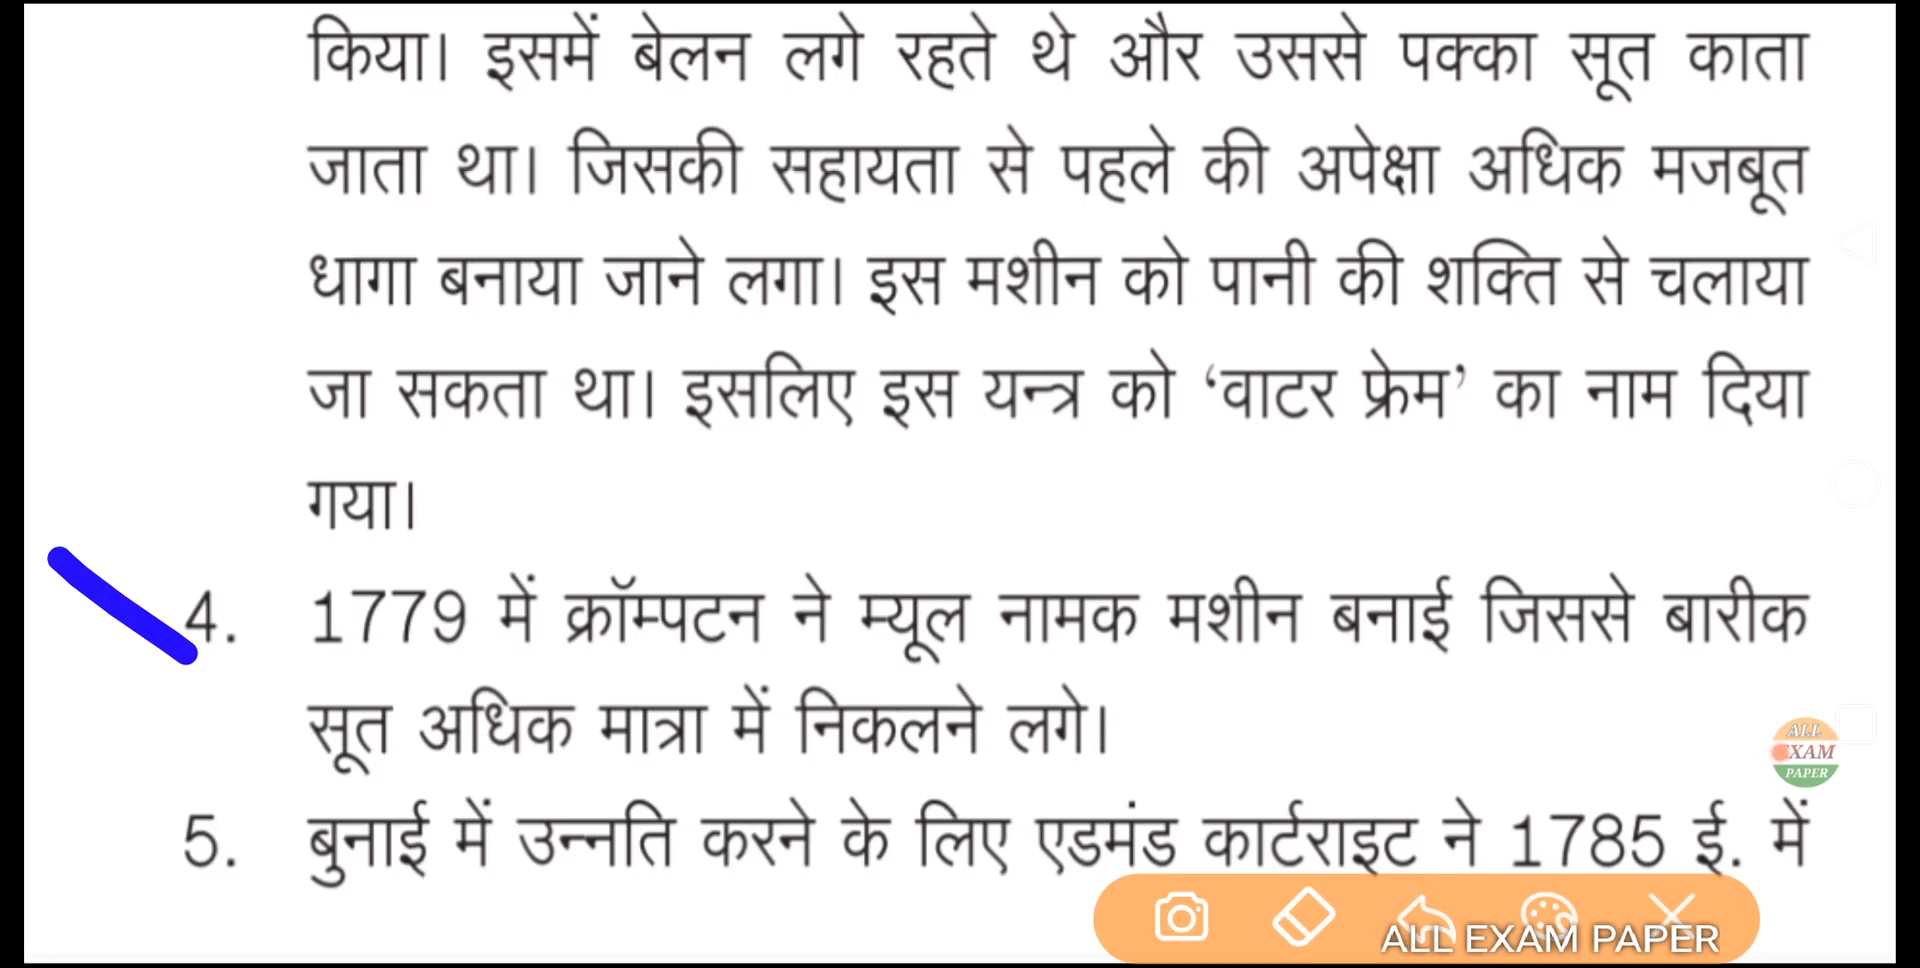 किया। इसमें बेलन लगे रहते थे और उससे पक्का सूत काता
जाता था। जिसकी सहायता से पहले की अपेक्षा अधिक मजबूत
धागा बनाया जाने लगा। इस मशीन को पानी की शक्ति से चलाया
जा सकता था। इसलिए इस यन्त्र को ‘वाटर फ्रेम’ का नाम दिया
गया।
4. 1779 में क्रॉम्पटन ने म्यूल नामक मशीन बनाई जिससे बारीक
सूत अधिक मात्रा में निकलने लगे।
ALL
EXAM
PAPER
5. बुनाई में उन्नति करने के लिए एडमंड कार्टराइट ने 1785 ई. में
ALL EXAM PAPER